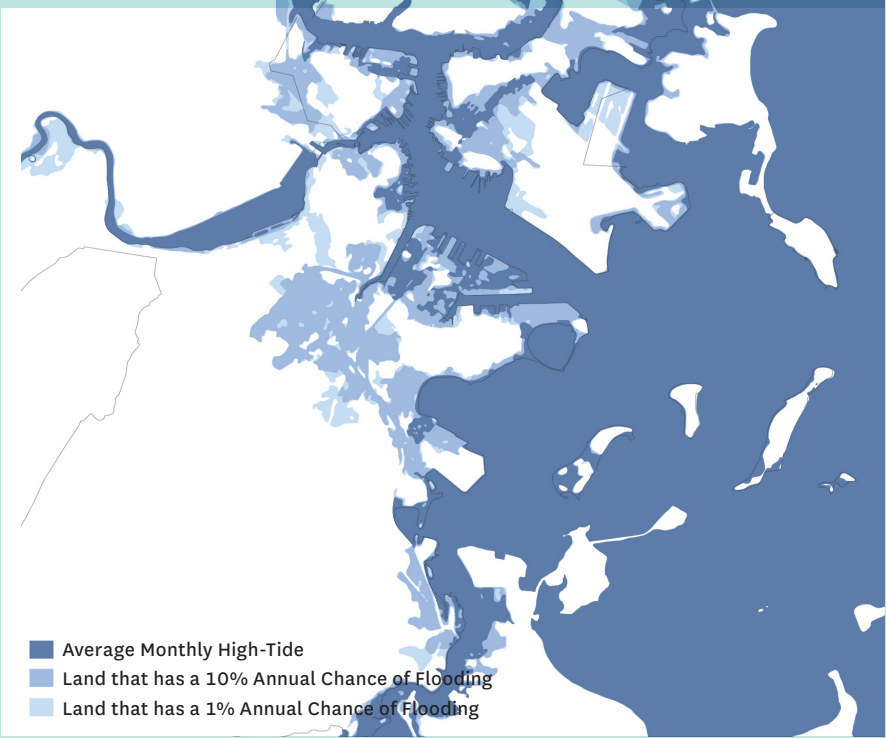 Average Monthly High-Tide
Land that has a 10% Annual Chance of Flooding
Land that has a 1% Annual Chance of Flooding